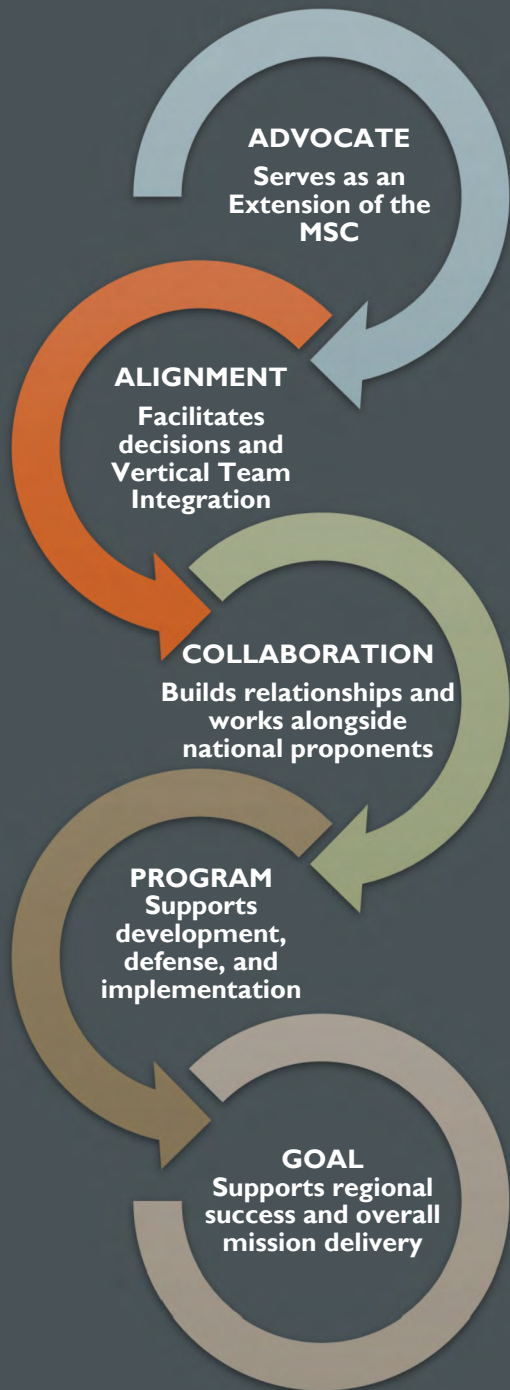 ADVOCATE
Serves as an
Extension of the
MSC
ALIGNMENT
Facilitates
decisions and
Vertical Team
Integration
COLLABORATION
Builds relationships and
works alongside
national proponents
PROGRAM
Supports
development,
defense, and
implementation
GOAL
Supports regional
success and overall
mission delivery